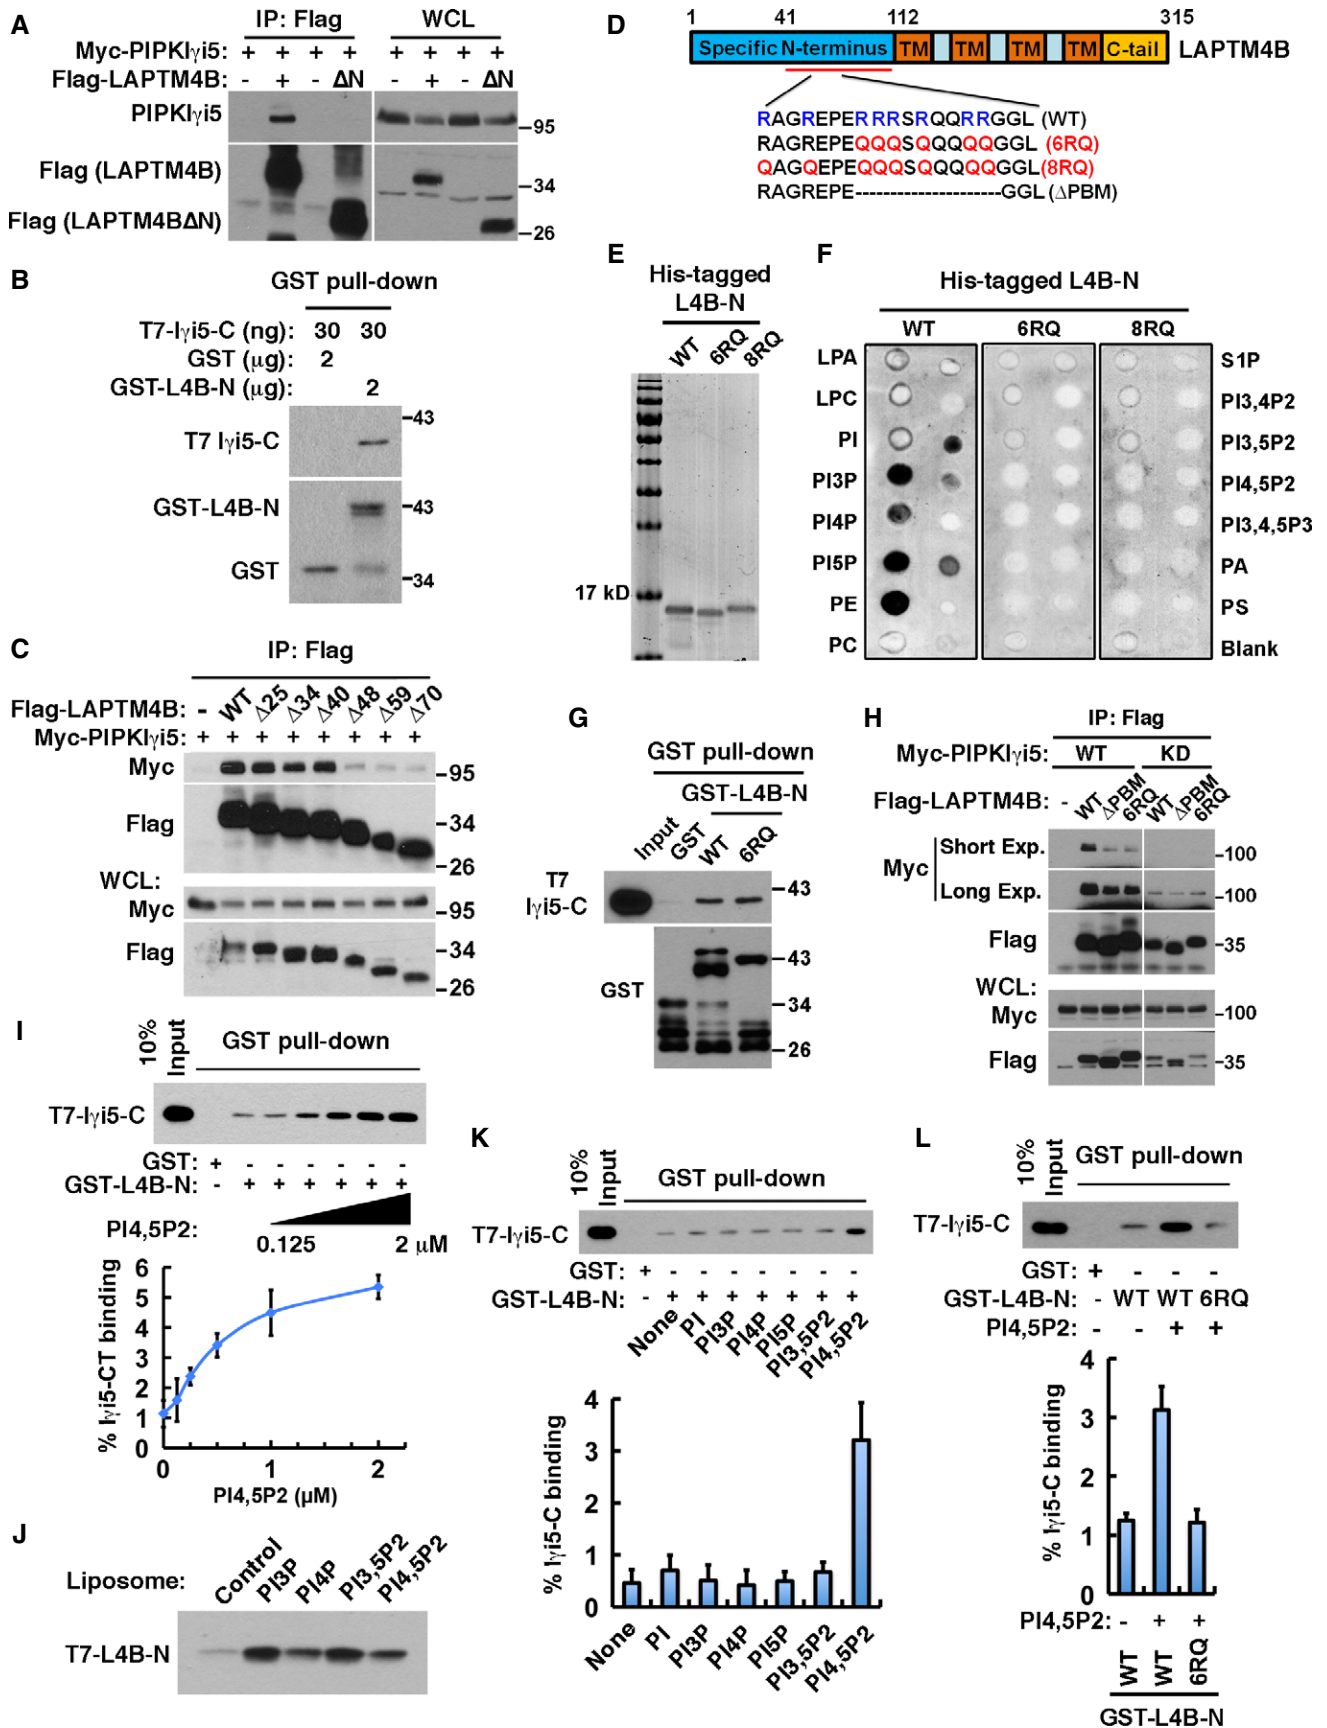 A
IP: Flag
WCL
Myc-PIPKIγi5: + + + + + + + +
Flag-LAPTM4B: - + - ΔN - + - ΔN
PIPKIγi5
–95
Flag (LAPTM4B)
–34
Flag (LAPTM4BΔN)
–26
B
GST pull-down
T7-Iγi5-C (ng): 30 30
GST (μg): 2
GST-L4B-N (μg): 2
–43
T7 Iγi5-C
GST-L4B-N
–43
GST
–34
C
IP: Flag
Flag-LAPTM4B: - WT Δ25 Δ34 Δ40 Δ48 Δ59 Δ70
Myc-PIPKIγi5: + + + + + + + +
Myc
–95
Flag
–34
–26
WCL:
Myc
–95
Flag
–34
–26
D
1 41 112 315
Specific N-terminus TM TM TM TM C-tail LAPTM4B
RAGREPERRRSRQQRRGGL (WT)
RAGREPEQQQSQQQQQGGL (6RQ)
QAGQEPEQQQSQQQQQGGL (8RQ)
RAGREPE--------------------GGL (ΔPBM)
E
His-tagged
L4B-N
WT 6RQ 8RQ
17 kD
F
His-tagged L4B-N
WT 6RQ 8RQ
LPA S1P
LPC PI3,4P2
PI PI3,5P2
PI3P PI4,5P2
PI4P PI3,4,5P3
PI5P PA
PE PS
PC Blank
G
GST pull-down
GST-L4B-N
Input GST WT 6RQ
T7
Iγi5-C
–43
GST
–43
–34
–26
H
IP: Flag
Myc-PIPKIγi5: WT KD
Flag-LAPTM4B: - WT ΔPBM 6RQ WT ΔPBM 6RQ
Myc
Short Exp.
–100
Long Exp.
–100
Flag
–35
WCL:
Myc
–100
Flag
–35
I
10%
Input
GST pull-down
T7-Iγi5-C
GST: + - - - - - -
GST-L4B-N: - + + + + + +
PI4,5P2:
0.125 2 μM
% Iγi5-CT binding
6
5
4
3
2
1
0
0 1 2
PI4,5P2 (μM)
J
Liposome: Control PI3P PI4P PI3,5P2 PI4,5P2
T7-L4B-N
K
10%
Input
GST pull-down
T7-Iγi5-C
GST: + - - - - - - -
GST-L4B-N: - + + + + + + +
None PI PI3P PI4P PI5P PI3,5P2 PI4,5P2
% Iγi5-C binding
4
3
2
1
0
None PI PI3P PI4P PI5P PI3,5P2 PI4,5P2
L
10%
Input
GST pull-down
T7-Iγi5-C
GST: + - - -
GST-L4B-N: - WT WT 6RQ
PI4,5P2: - - + +
% Iγi5-C binding
4
3
2
1
0
PI4,5P2: - + +
WT WT 6RQ
GST-L4B-N